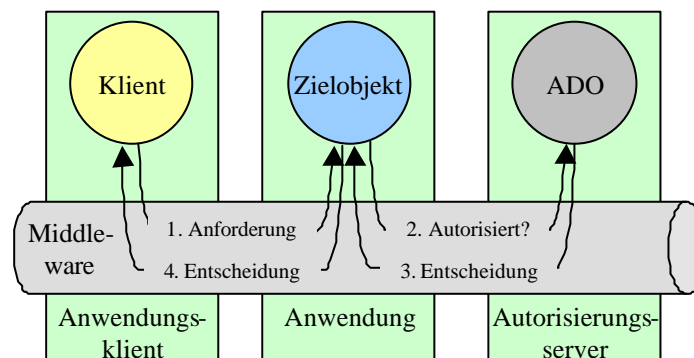 Klient
Zielobjekt
ADO
Middle-
ware
1. Anforderung
2. Autorisiert?
4. Entscheidung
3. Entscheidung
Anwendungs-
klient
Anwendung
Autorisierungs-
server